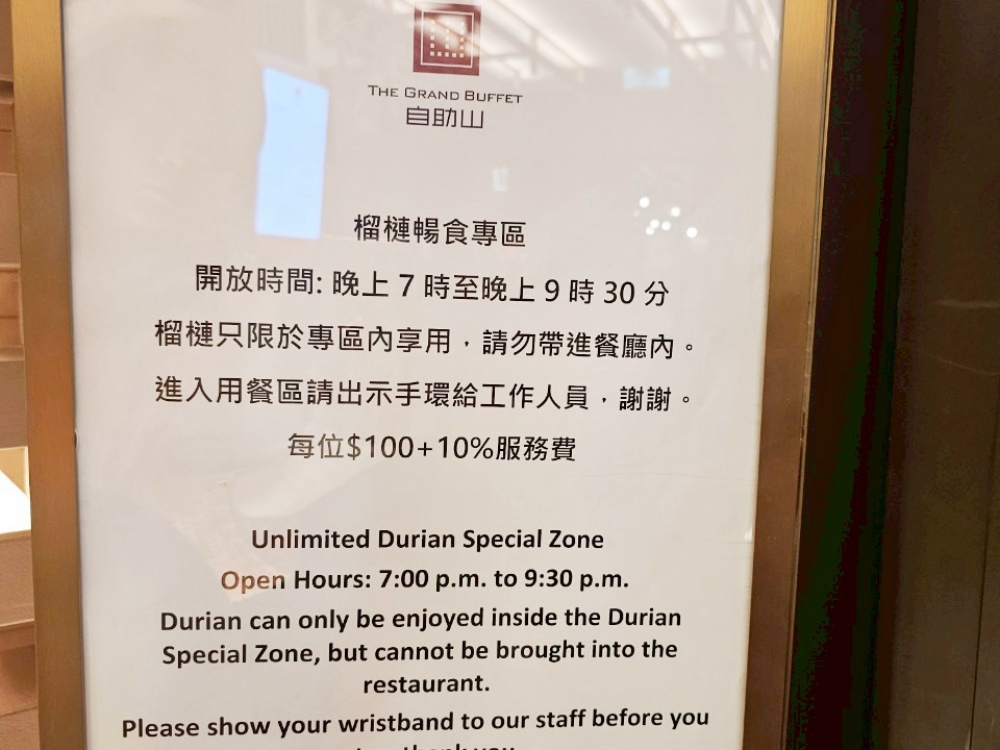 THE GRAND BUFFET
自助山
榴槤暢食專區
開放時間: 晚上 7 時至晚上 9 時 30 分
榴槤只限於專區內享用，請勿帶進餐廳內。
進入用餐區請出示手環給工作人員，謝謝。
每位$100+10%服務費
Unlimited Durian Special Zone
Open Hours: 7:00 p.m. to 9:30 p.m.
Durian can only be enjoyed inside the Durian
Special Zone, but cannot be brought into the
restaurant.
Please show your wristband to our staff before you
thank you